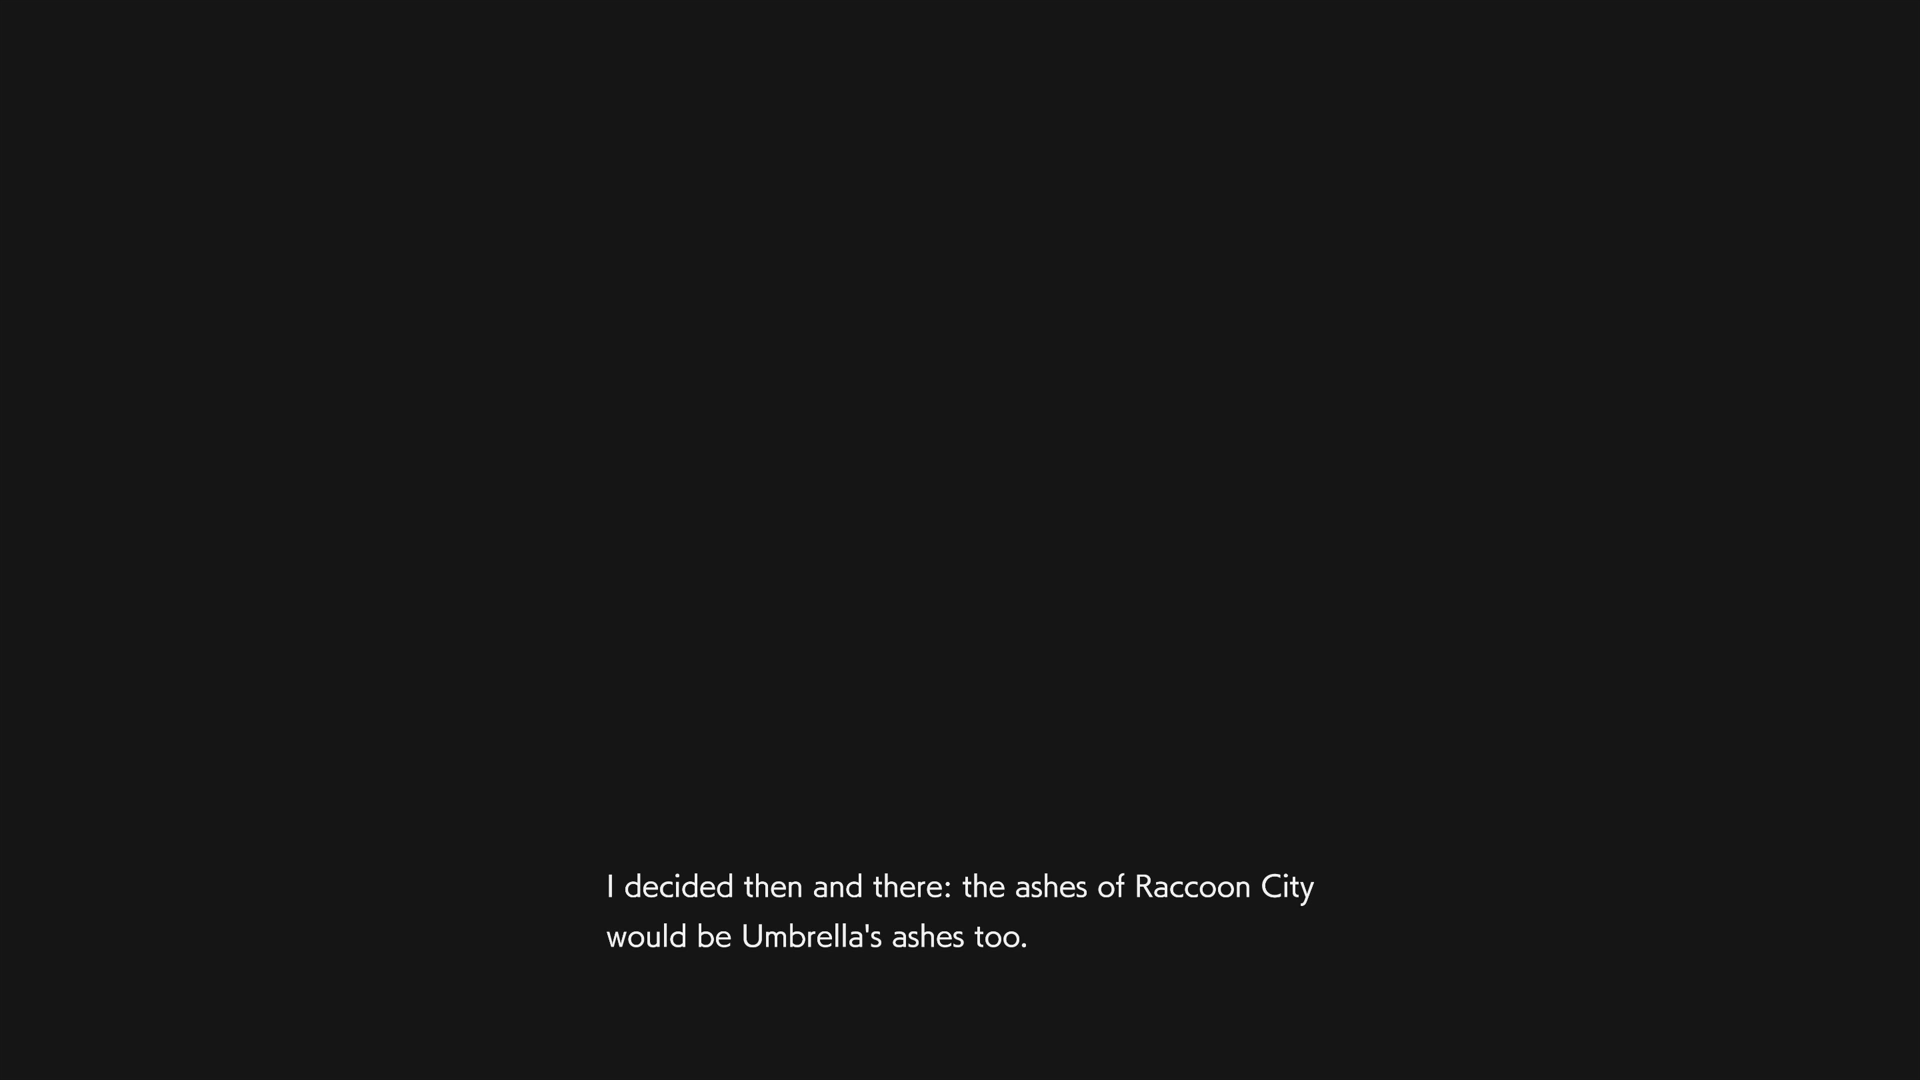 I decided then and there: the ashes of Raccoon City
would be Umbrella's ashes too.